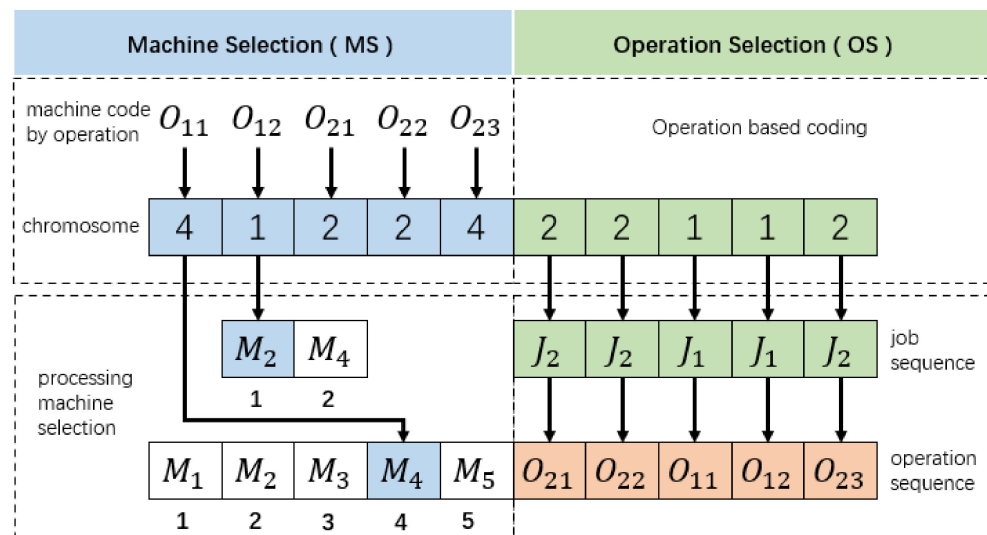 Machine Selection ( MS )
Operation Selection ( OS )
machine code
by operation
O₁₁ O₁₂ O₂₁ O₂₂ O₂₃
Operation based coding
chromosome
4 1 2 2 4 2 2 1 1 2
M₂ M₄
J₂ J₂ J₁ J₁ J₂
job
sequence
1 2
processing
machine
selection
M₁ M₂ M₃ M₄ M₅ O₂₁ O₂₂ O₁₁ O₁₂ O₂₃
operation
sequence
1 2 3 4 5